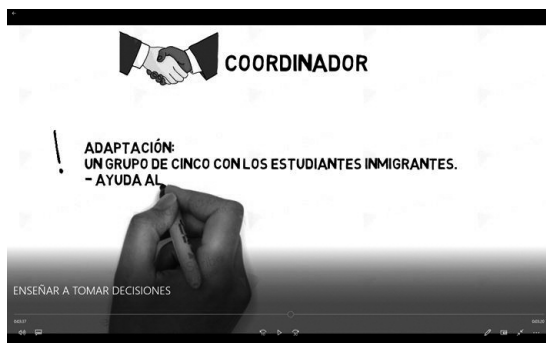 COORDINADOR
ADAPTACIÓN:
UN GRUPO DE CINCO CON LOS ESTUDIANTES INMIGRANTES.
- AYUDA AL
ENSEÑAR A TOMAR DECISIONES